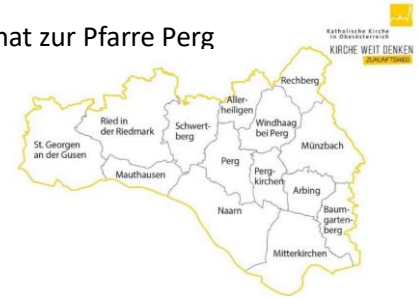 nat zur Pfarre Perg
Katholische Kirche
in Oberösterreich
KIRCHE WEIT DENKEN
ZUKUNFTSWEG
Rechberg
Aller-
heiligen
Ried in
der Riedmark
Schwert-
berg
Windhaag
bei Perg
St. Georgen
an der Gusen
Münzbach
Mauthausen
Perg
Perg-
kirchen
Arbing
Naarn
Baum-
garten-
berg
Mitterkirchen